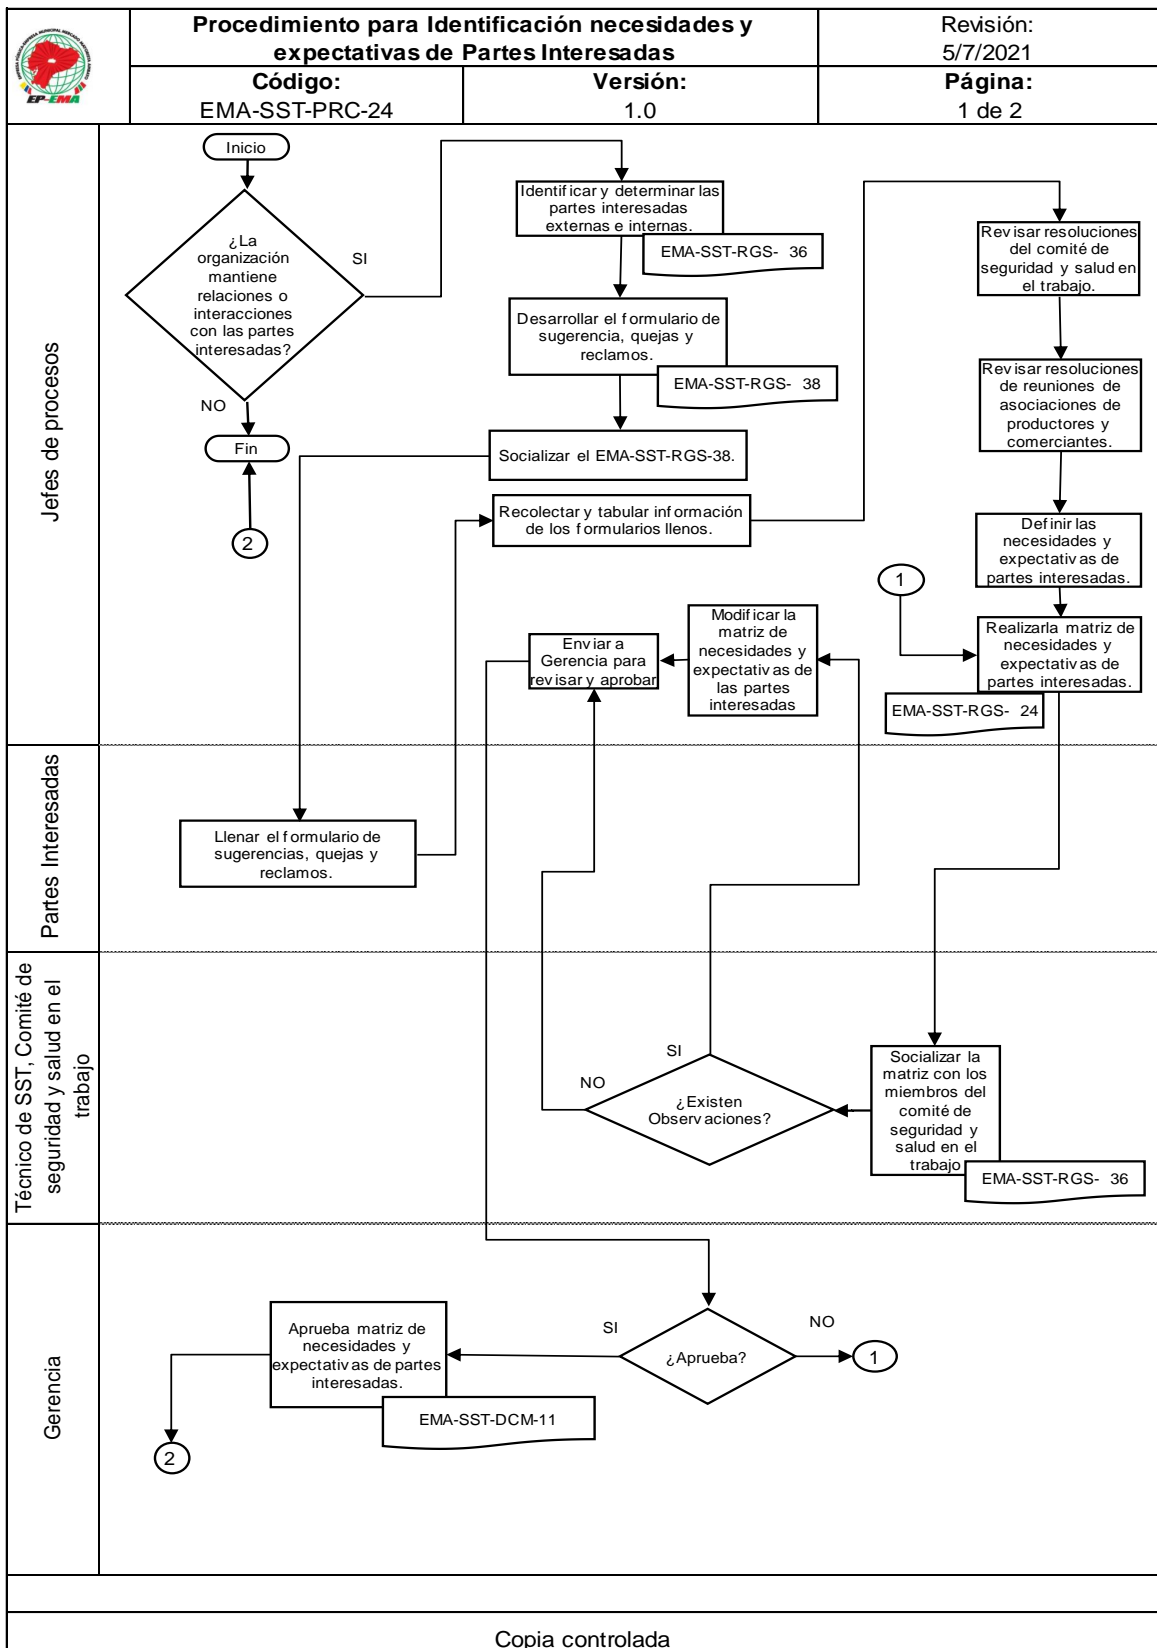 EP-EMA
Procedimiento para Identificación necesidades y
expectativas de Partes Interesadas
Revisión:
5/7/2021
Código:
EMA-SST-PRC-24
Versión:
1.0
Página:
1 de 2
Jefes de procesos
Inicio
¿La
organización
mantiene
relaciones o
interacciones
con las partes
interesadas?
SI
NO
Fin
2
Identificar y determinar las
partes interesadas
externas e internas.
EMA-SST-RGS- 36
Desarrollar el formulario de
sugerencia, quejas y
reclamos.
EMA-SST-RGS- 38
Socializar el EMA-SST-RGS-38.
Recolectar y tabular información
de los formularios llenos.
Revisar resoluciones
del comité de
seguridad y salud en
el trabajo.
Revisar resoluciones
de reuniones de
asociaciones de
productores y
comerciantes.
Definir las
necesidades y
expectativas de
partes interesadas.
1
Realizarla matriz de
necesidades y
expectativas de
partes interesadas.
EMA-SST-RGS- 24
Modificar la
matriz de
necesidades y
expectativas de
las partes
interesadas
Enviar a
Gerencia para
revisar y aprobar
Partes Interesadas
Llenar el formulario de
sugerencias, quejas y
reclamos.
Técnico de SST, Comité de
seguridad y salud en el
trabajo
SI
NO
¿Existen
Observaciones?
Socializar la
matriz con los
miembros del
comité de
seguridad y
salud en el
trabajo
EMA-SST-RGS- 36
Gerencia
Aprueba matriz de
necesidades y
expectativas de partes
interesadas.
EMA-SST-DCM-11
SI
¿Aprueba?
NO
1
2
Copia controlada